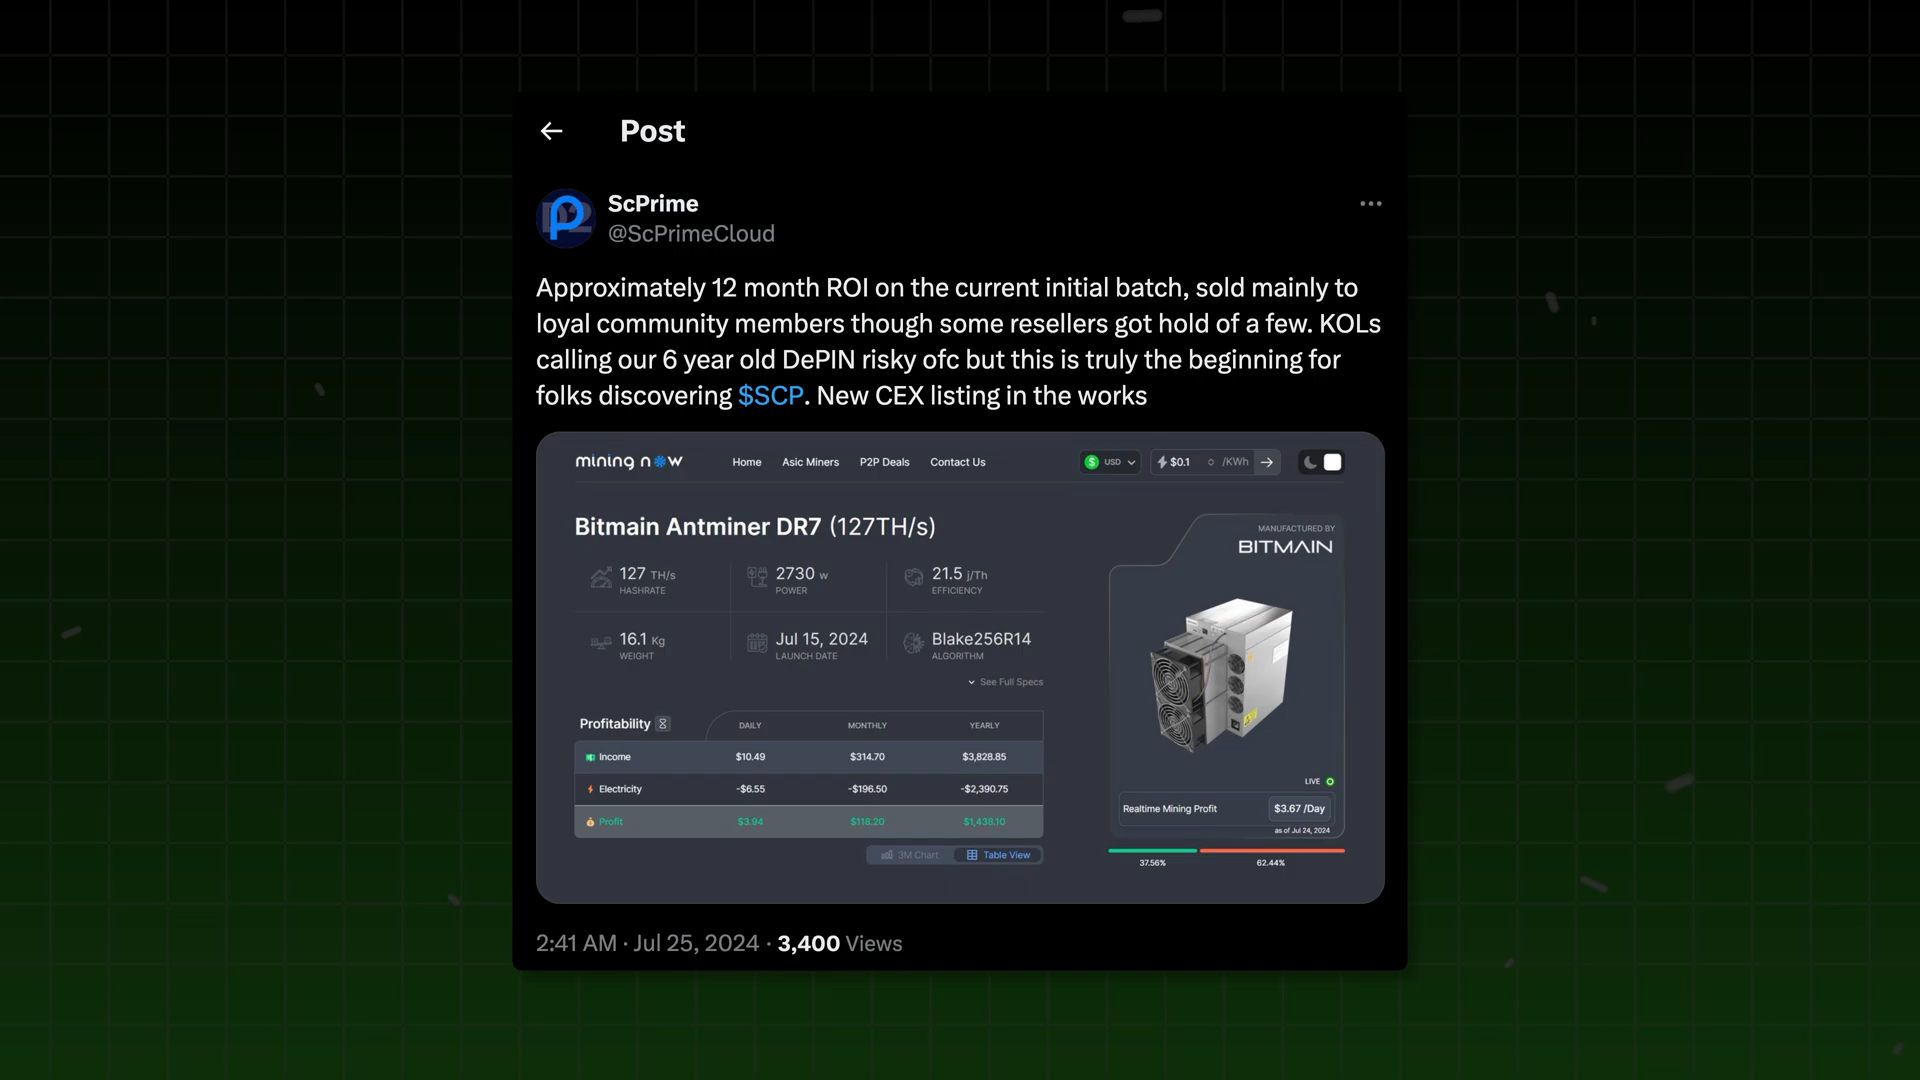 Post
ScPrime
@ScPrimeCloud
Approximately 12 month ROI on the current initial batch, sold mainly to
loyal community members though some resellers got hold of a few. KOLs
calling our 6 year old DePIN risky ofc but this is truly the beginning for
folks discovering $SCP. New CEX listing in the works
mining now Home Asic Miners P2P Deals Contact Us $ USD $0.1 /KWh
Bitmain Antminer DR7 (127TH/s)
127 TH/s 2730 w 21.5 j/Th
HASHRATE POWER EFFICIENCY
16.1 Kg Jul 15, 2024 Blake256R14
WEIGHT LAUNCH DATE ALGORITHM
See Full Specs
Profitability DAILY MONTHLY YEARLY
Income $10.49 $314.70 $3,828.85
Electricity -$6.55 -$196.50 -$2,390.75
Profit $3.94 $118.20 $1,438.10
3M Chart Table View
MANUFACTURED BY
BITMAIN
LIVE
Realtime Mining Profit $3.67 /Day
as of Jul 24, 2024
37.56% 62.44%
2:41 AM · Jul 25, 2024 · 3,400 Views